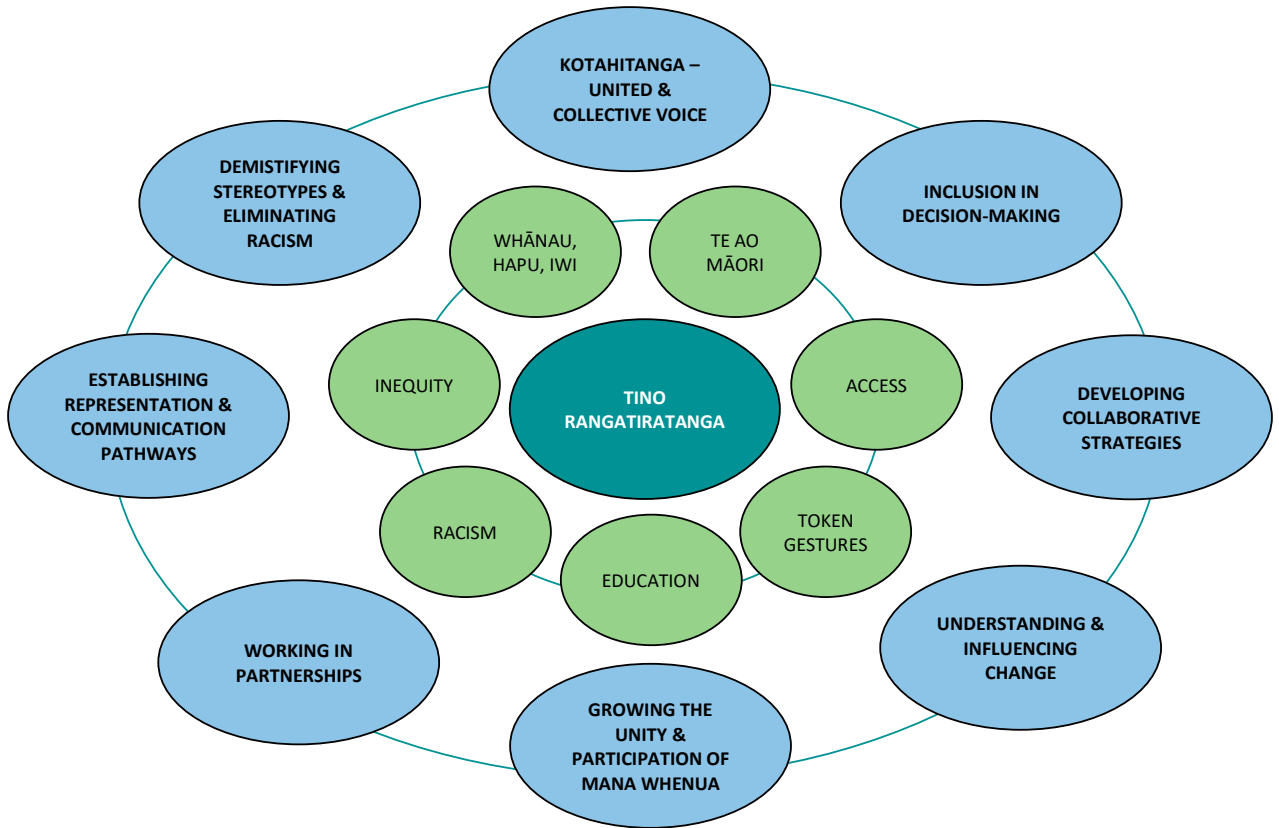 KOTAHITANGA –
UNITED &
COLLECTIVE VOICE
DEMISTIFYING
STEREOTYPES &
ELIMINATING
RACISM
INCLUSION IN
DECISION-MAKING
WHĀNAU,
HAPU, IWI
TE AO
MĀORI
INEQUITY
TINO
RANGATIRATANGA
ACCESS
ESTABLISHING
REPRESENTATION &
COMMUNICATION
PATHWAYS
DEVELOPING
COLLABORATIVE
STRATEGIES
RACISM
EDUCATION
TOKEN
GESTURES
WORKING IN
PARTNERSHIPS
UNDERSTANDING &
INFLUENCING
CHANGE
GROWING THE
UNITY &
PARTICIPATION OF
MANA WHENUA